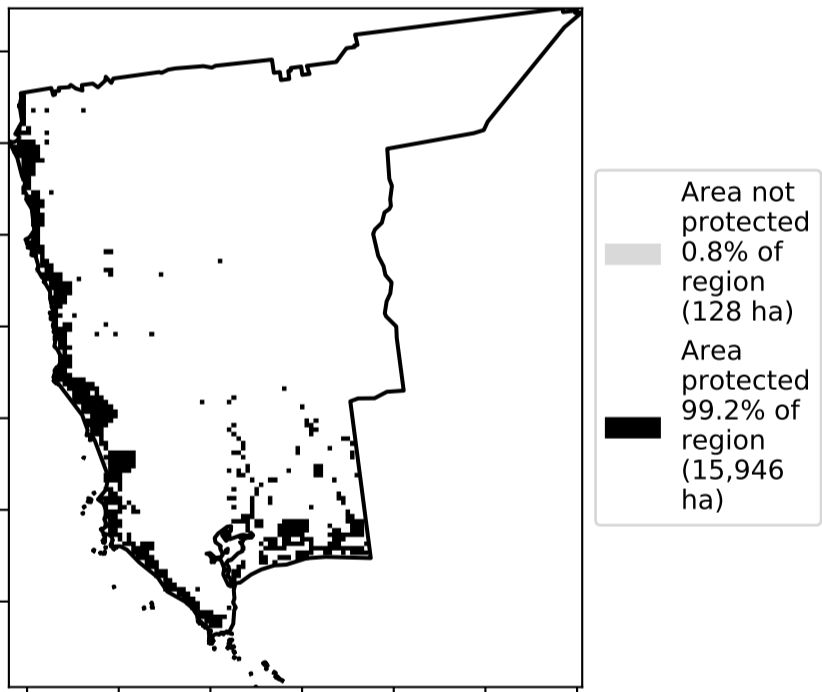 Area not
protected
0.8% of
region
(128 ha)
Area
protected
99.2% of
region
(15,946
ha)